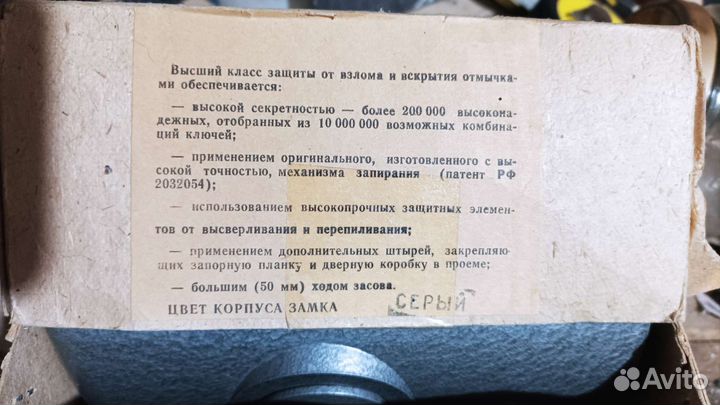 Высший класс защиты от взлома и вскрытия отмычка-
ми обеспечивается:
— высокой секретностью — более 200 000 высокона-
дежных, отобранных из 10 000 000 возможных комбина-
ций ключей;
— применением оригинального, изготовленного с вы-
сокой точностью, механизма запирания (патент РФ
2032054);
— использованием высокопрочных защитных элемен-
тов от высверливания и перепиливания;
— применением дополнительных штырей, закрепляю-
щих запорную планку и дверную коробку в проеме;
— большим (50 мм) ходом засова.
ЦВЕТ КОРПУСА ЗАМКА СЕРЫЙ
Avito